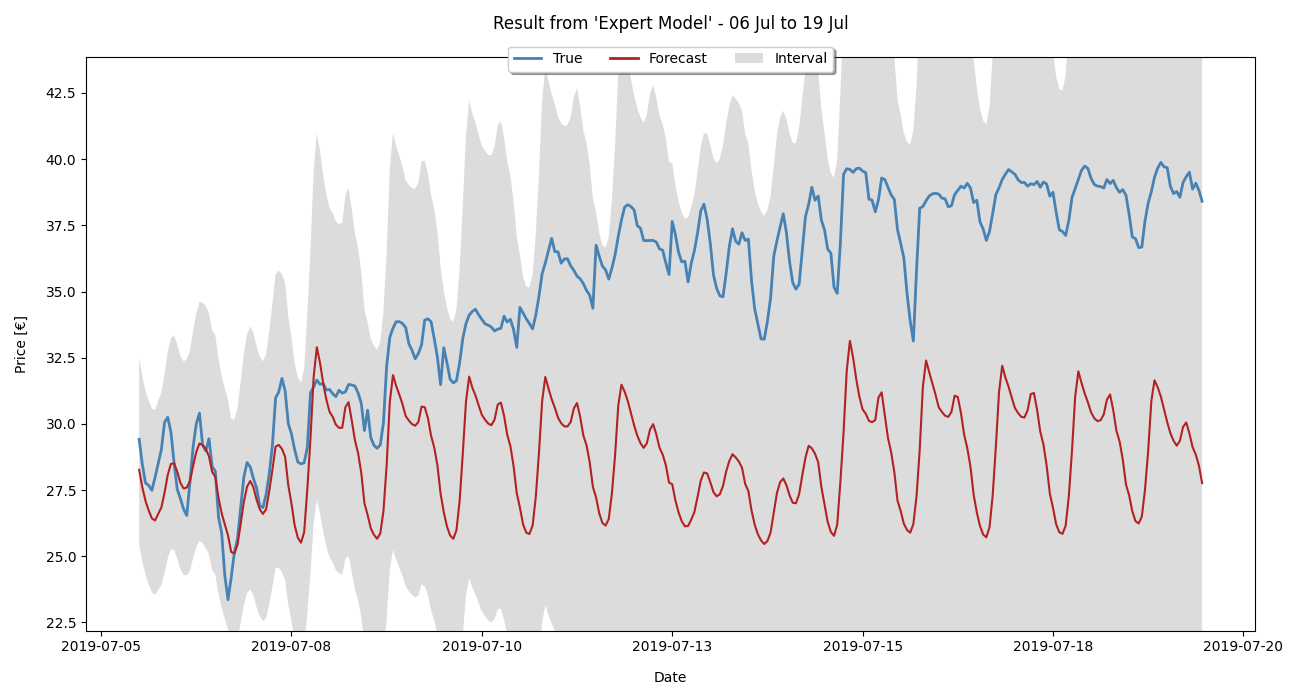 Result from 'Expert Model' - 06 Jul to 19 Jul
True Forecast Interval
Price [€]
42.5
40.0
37.5
35.0
32.5
30.0
27.5
25.0
22.5
2019-07-05 2019-07-08 2019-07-10 2019-07-13 2019-07-15 2019-07-18 2019-07-20
Date